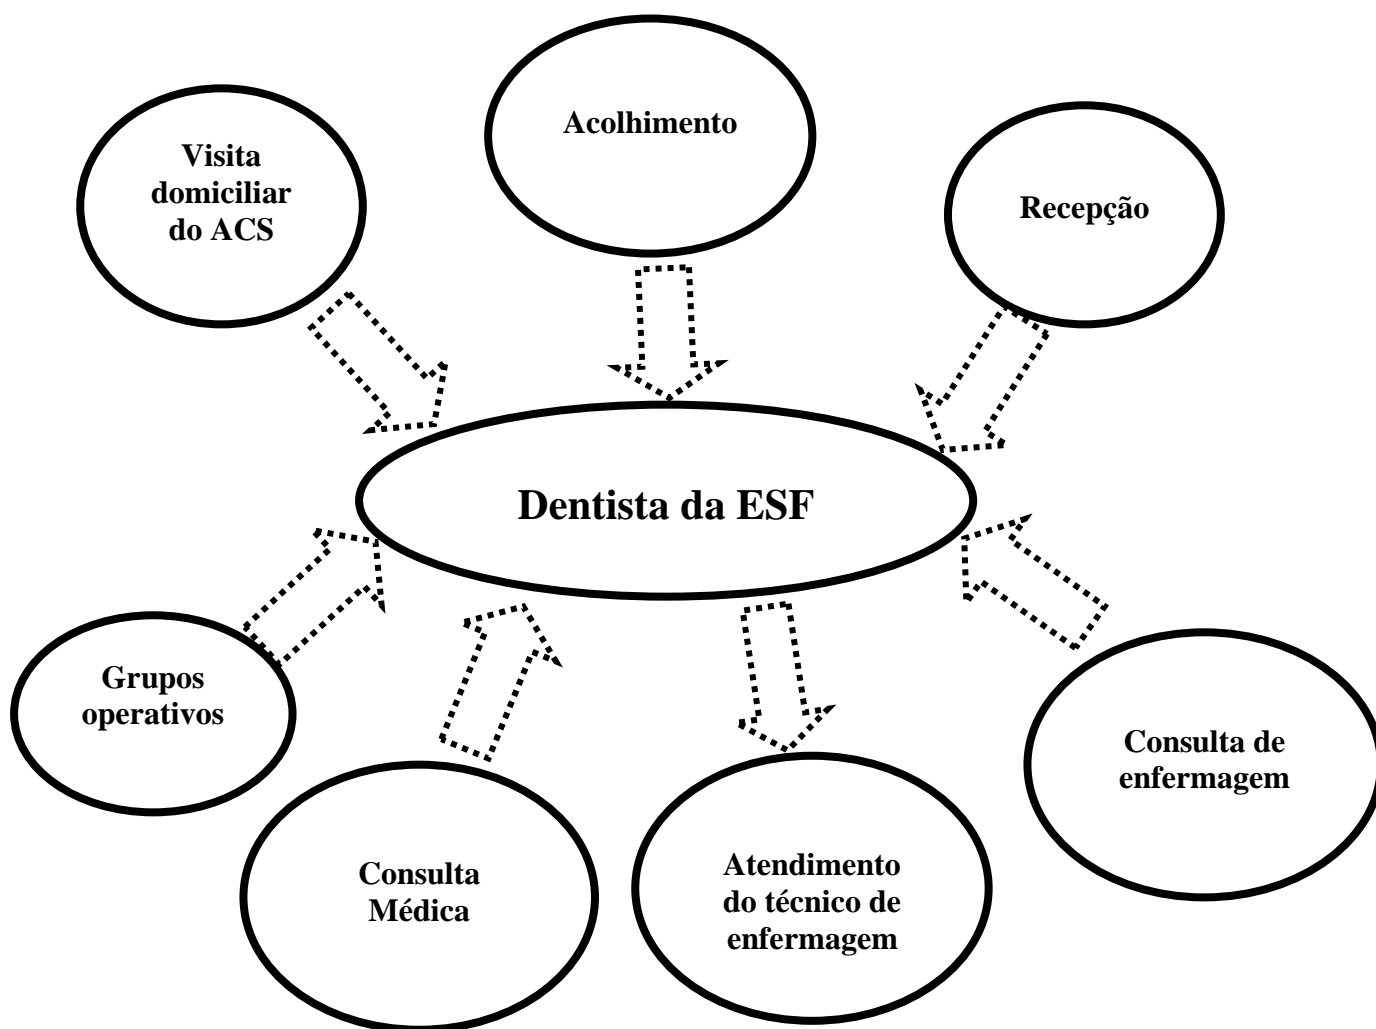 Acolhimento
Visita
domiciliar
do ACS
Recepção
Dentista da ESF
Grupos
operativos
Consulta de
enfermagem
Consulta
Médica
Atendimento
do técnico de
enfermagem